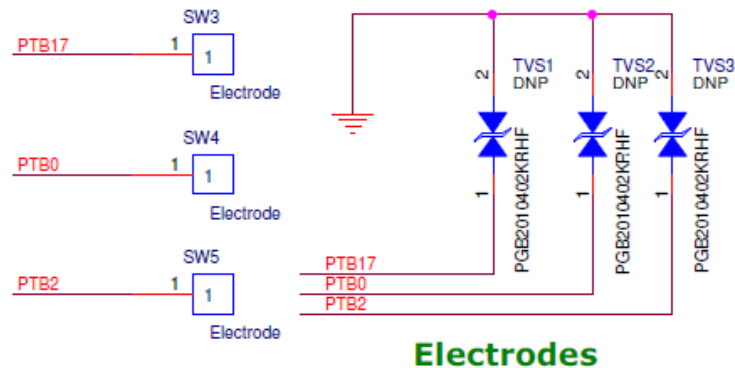 SW3
PTB17
1
1
Electrode
SW4
PTB0
1
1
Electrode
SW5
PTB2
1
1
Electrode
2
TVS1
DNP
1
PGB2010402KRHF
2
TVS2
DNP
1
PGB2010402KRHF
2
TVS3
DNP
1
PGB2010402KRHF
PTB17
PTB0
PTB2
Electrodes